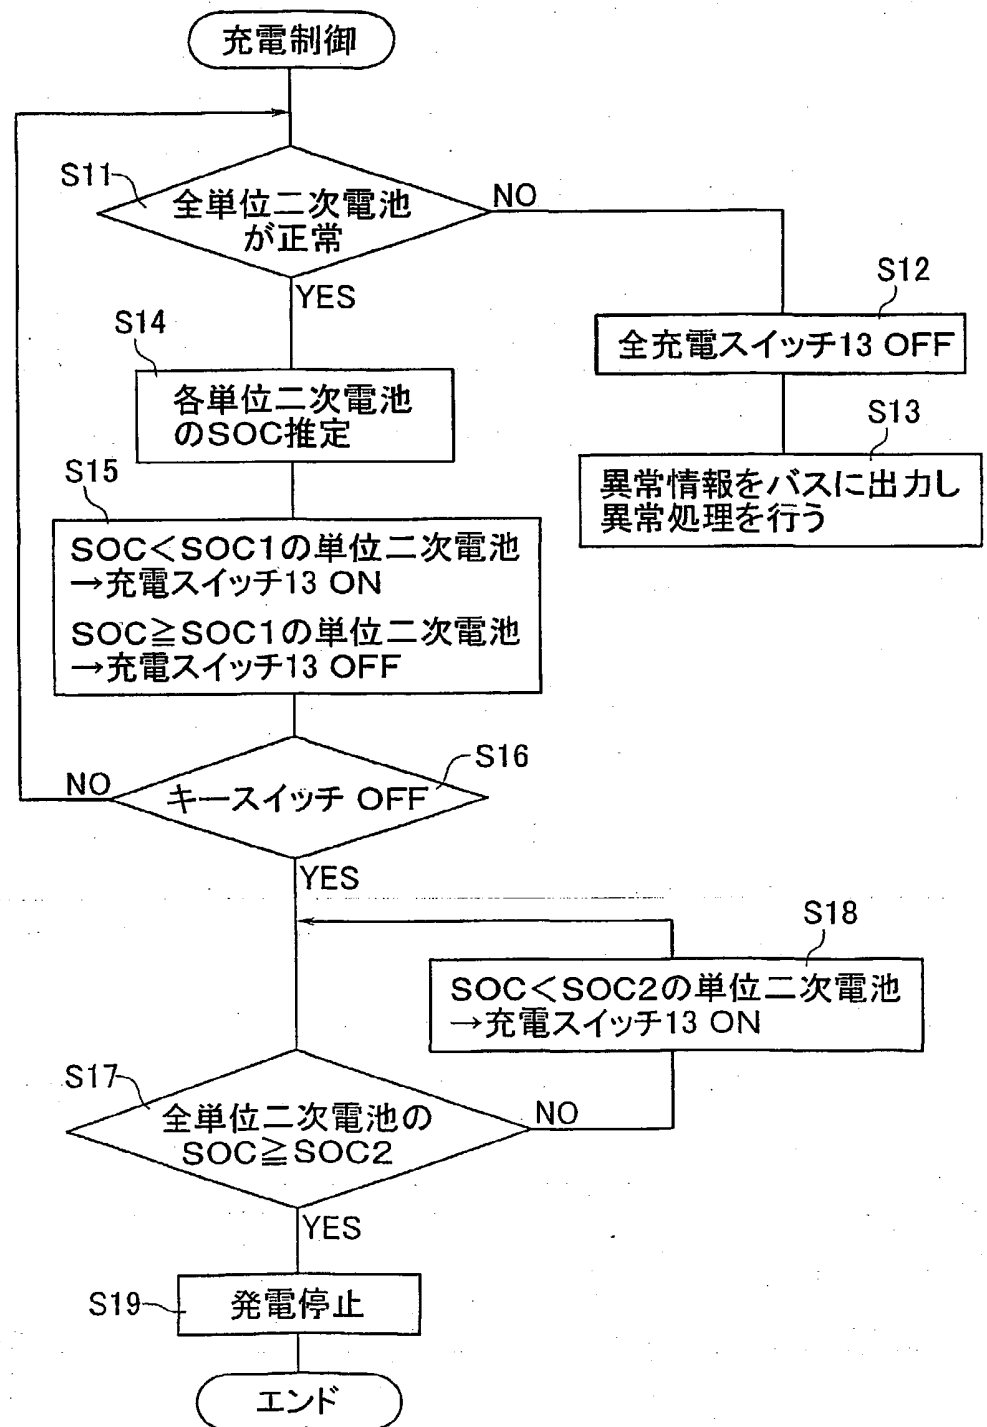 充電制御
S11
全単位二次電池
が正常
NO
YES
S12
全充電スイッチ13 OFF
S13
異常情報をバスに出力し
異常処理を行う
S14
各単位二次電池
のSOC推定
S15
SOC<SOC1の単位二次電池
→充電スイッチ13 ON
SOC≧SOC1の単位二次電池
→充電スイッチ13 OFF
S16
キースイッチ OFF
NO
YES
S18
SOC<SOC2の単位二次電池
→充電スイッチ13 ON
S17
全単位二次電池の
SOC≧SOC2
NO
YES
S19
発電停止
エンド